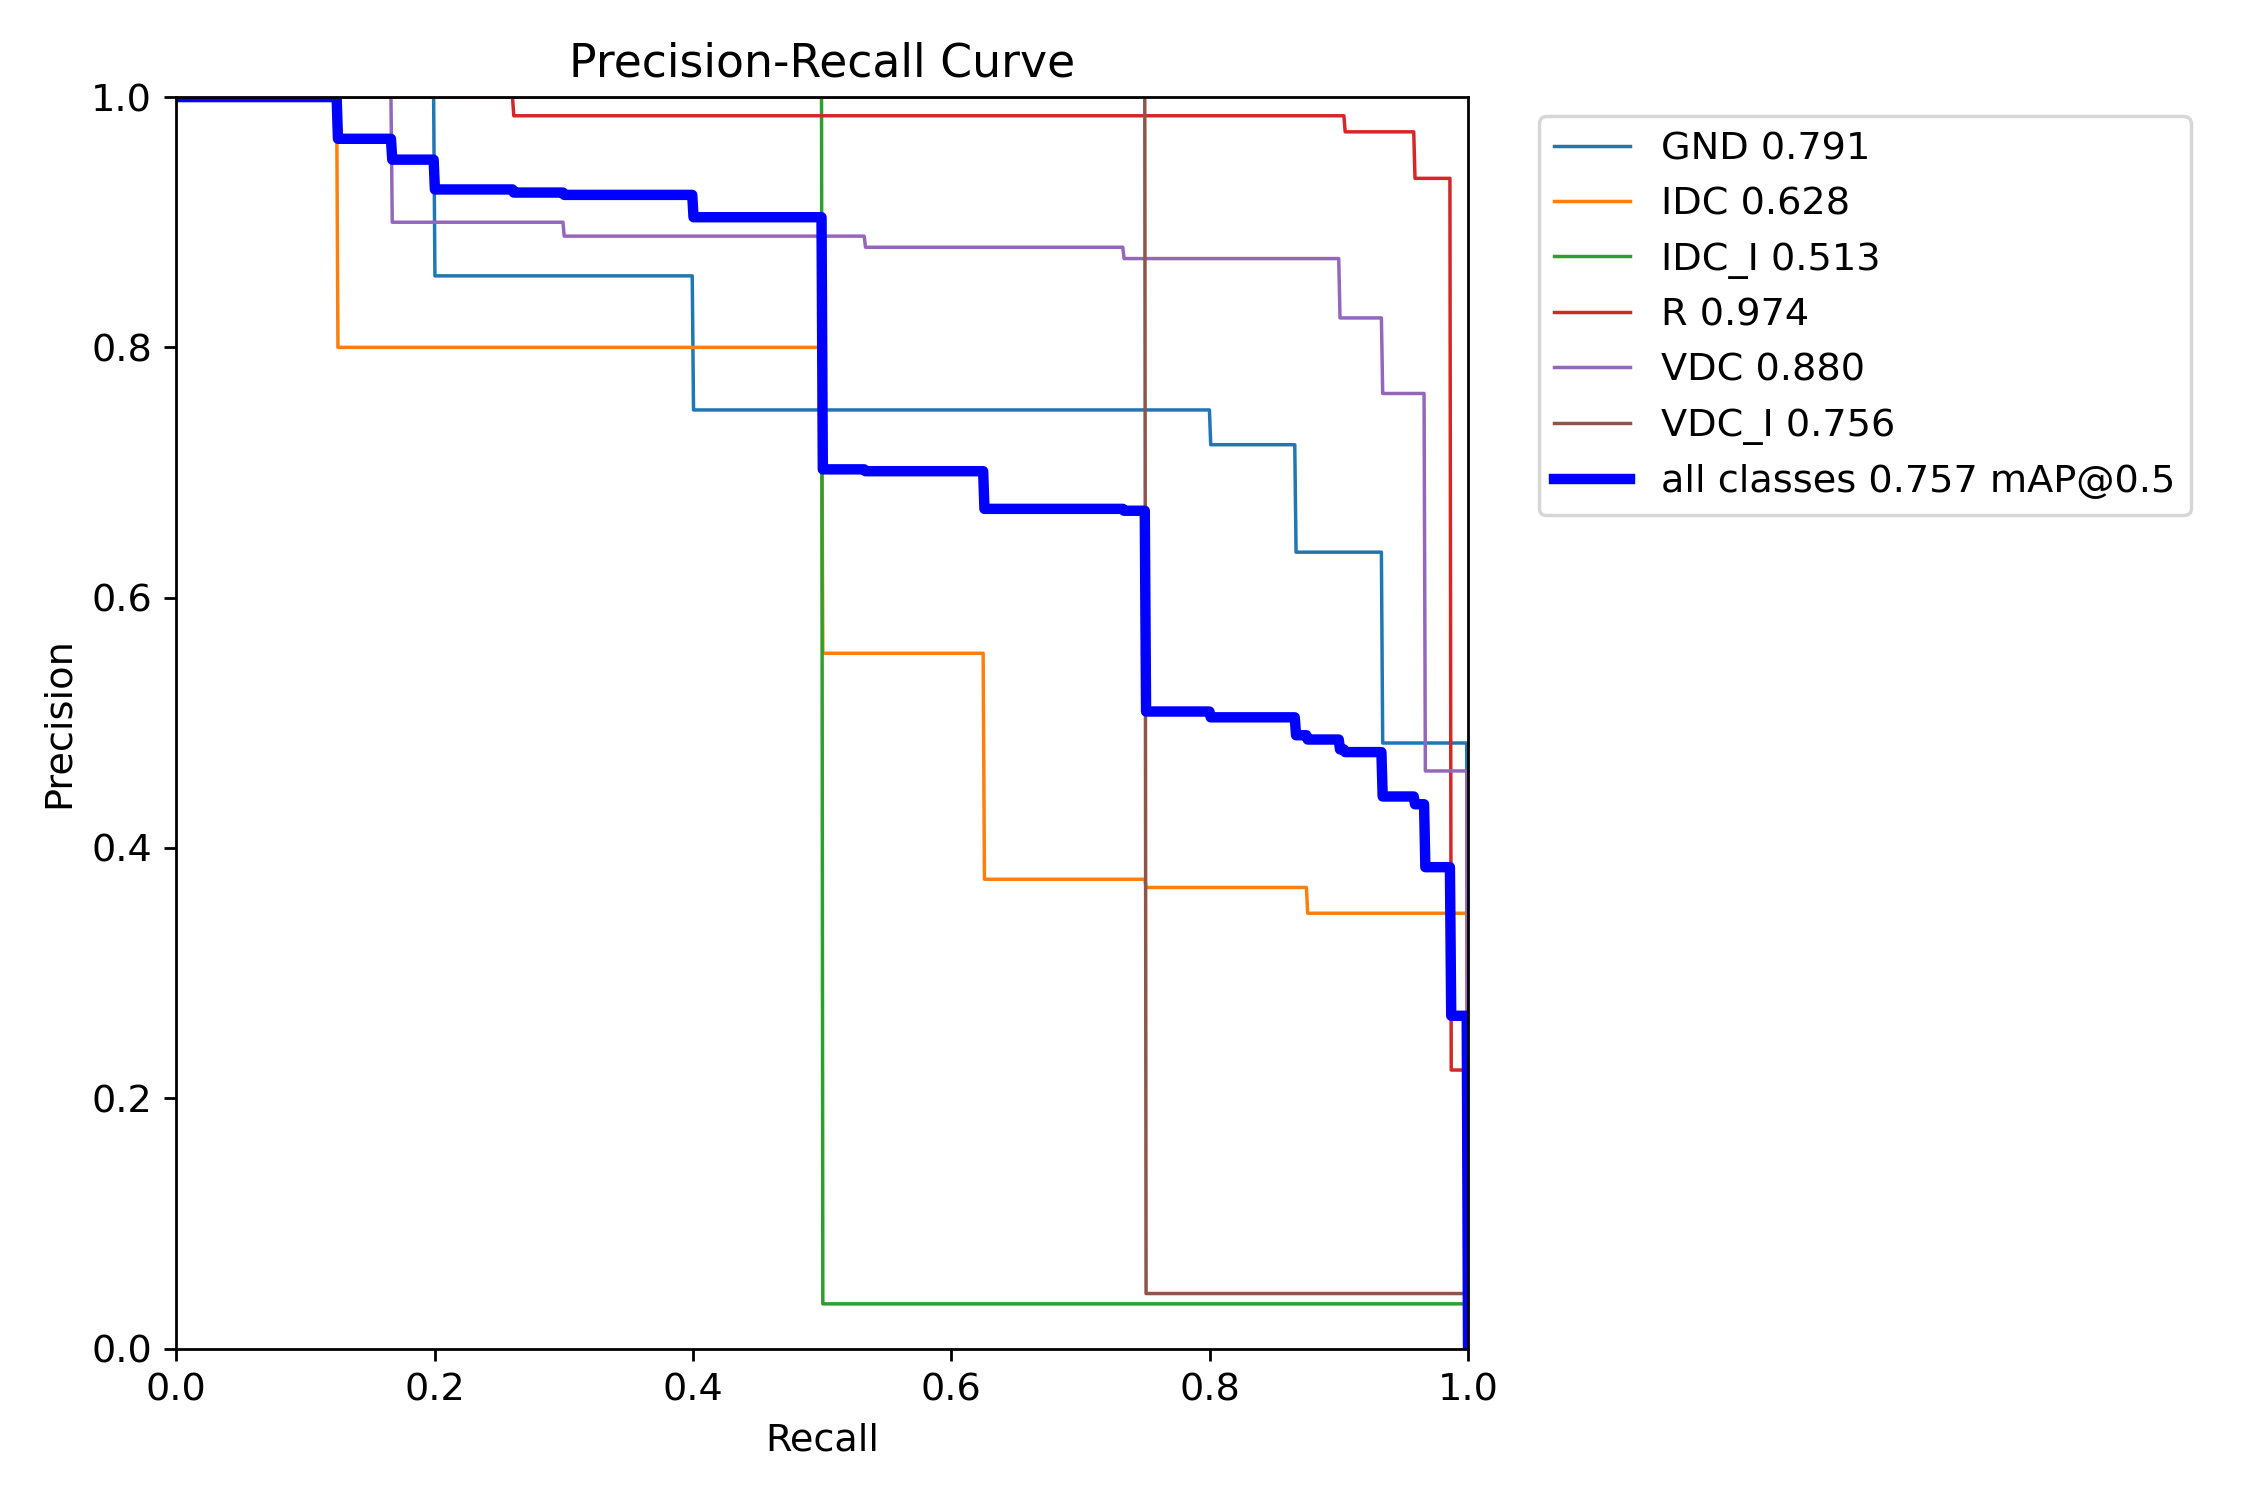 Precision-Recall Curve
1.0
0.8
0.6
0.4
0.2
0.0
Precision
0.0 0.2 0.4 0.6 0.8 1.0
Recall
GND 0.791
IDC 0.628
IDC_I 0.513
R 0.974
VDC 0.880
VDC_I 0.756
all classes 0.757 mAP@0.5